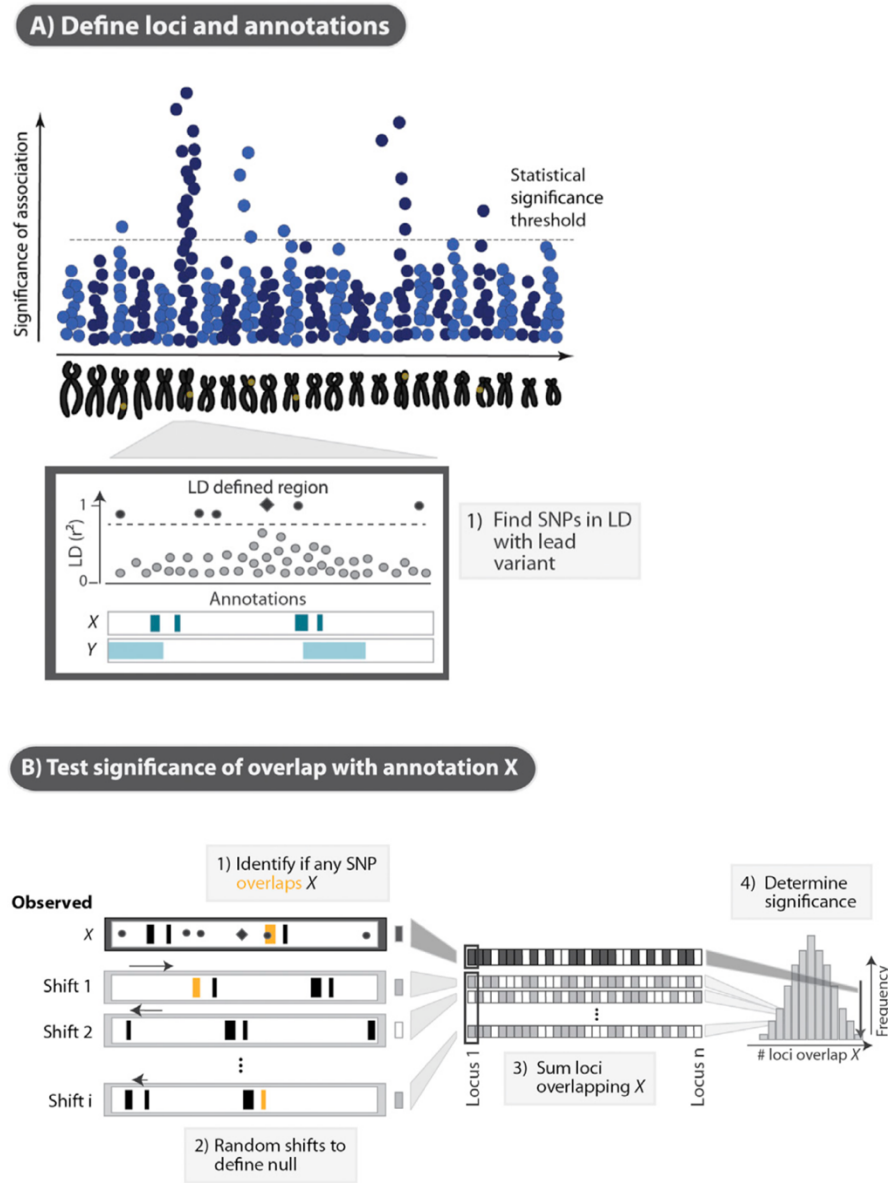 A) Define loci and annotations
Significance of association
Statistical
significance
threshold
LD defined region
1
LD (r²)
0
Annotations
X
Y
1) Find SNPs in LD
with lead
variant
B) Test significance of overlap with annotation X
1) Identify if any SNP
overlaps X
4) Determine
significance
Observed
X
Shift 1
Shift 2
Shift i
Frequency
# loci overlap X
Locus 1
3) Sum loci
overlapping X
Locus n
2) Random shifts to
define null